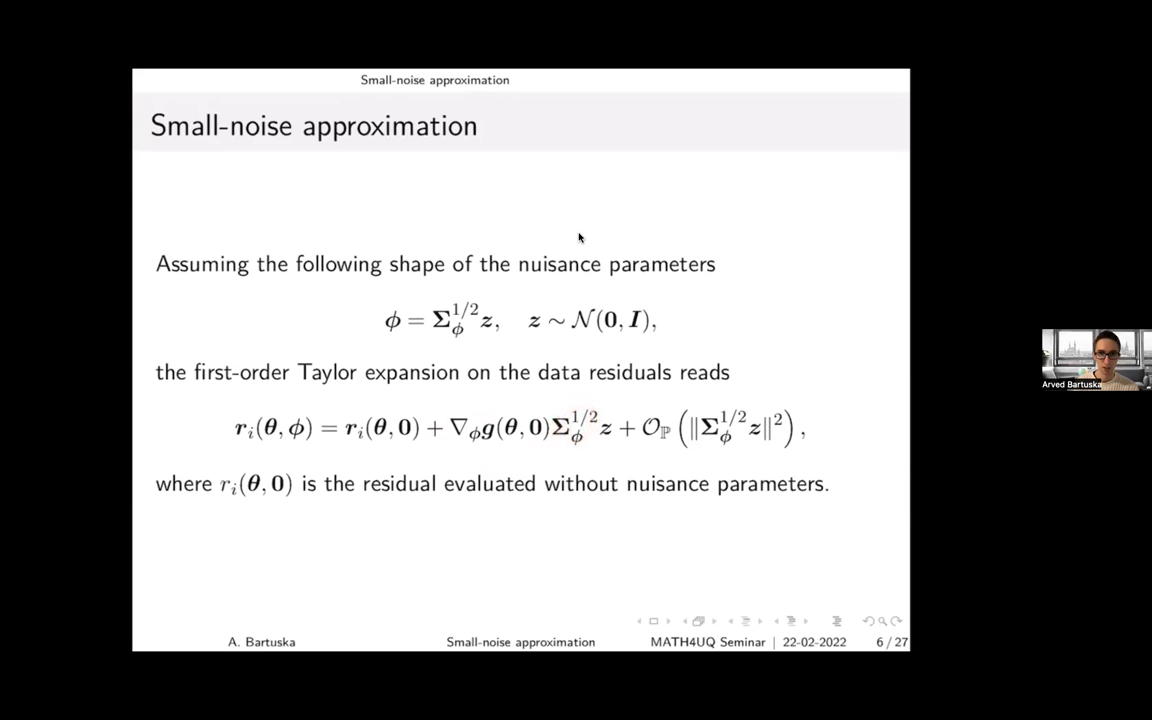 Small-noise approximation
Small-noise approximation
Assuming the following shape of the nuisance parameters
ϕ = Σ_ϕ^{1/2} z, z ∼ 𝒩(0, I),
the first-order Taylor expansion on the data residuals reads
r_i(θ, ϕ) = r_i(θ, 0) + ∇_ϕ g(θ, 0)Σ_ϕ^{1/2} z + 𝒪_ℙ (‖Σ_ϕ^{1/2} z‖²),
where r_i(θ, 0) is the residual evaluated without nuisance parameters.
Arved Bartuska
A. Bartuska Small-noise approximation MATH4UQ Seminar | 22-02-2022 6 / 27